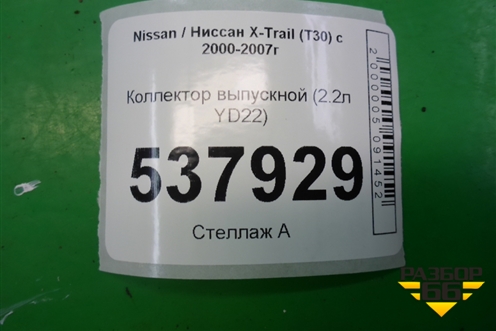 Nissan / Ниссан X-Trail (T30) с
2000-2007г
Коллектор выпускной (2.2л
YD22)
537929
Стеллаж А
2000005091452
РАЗБОР
66